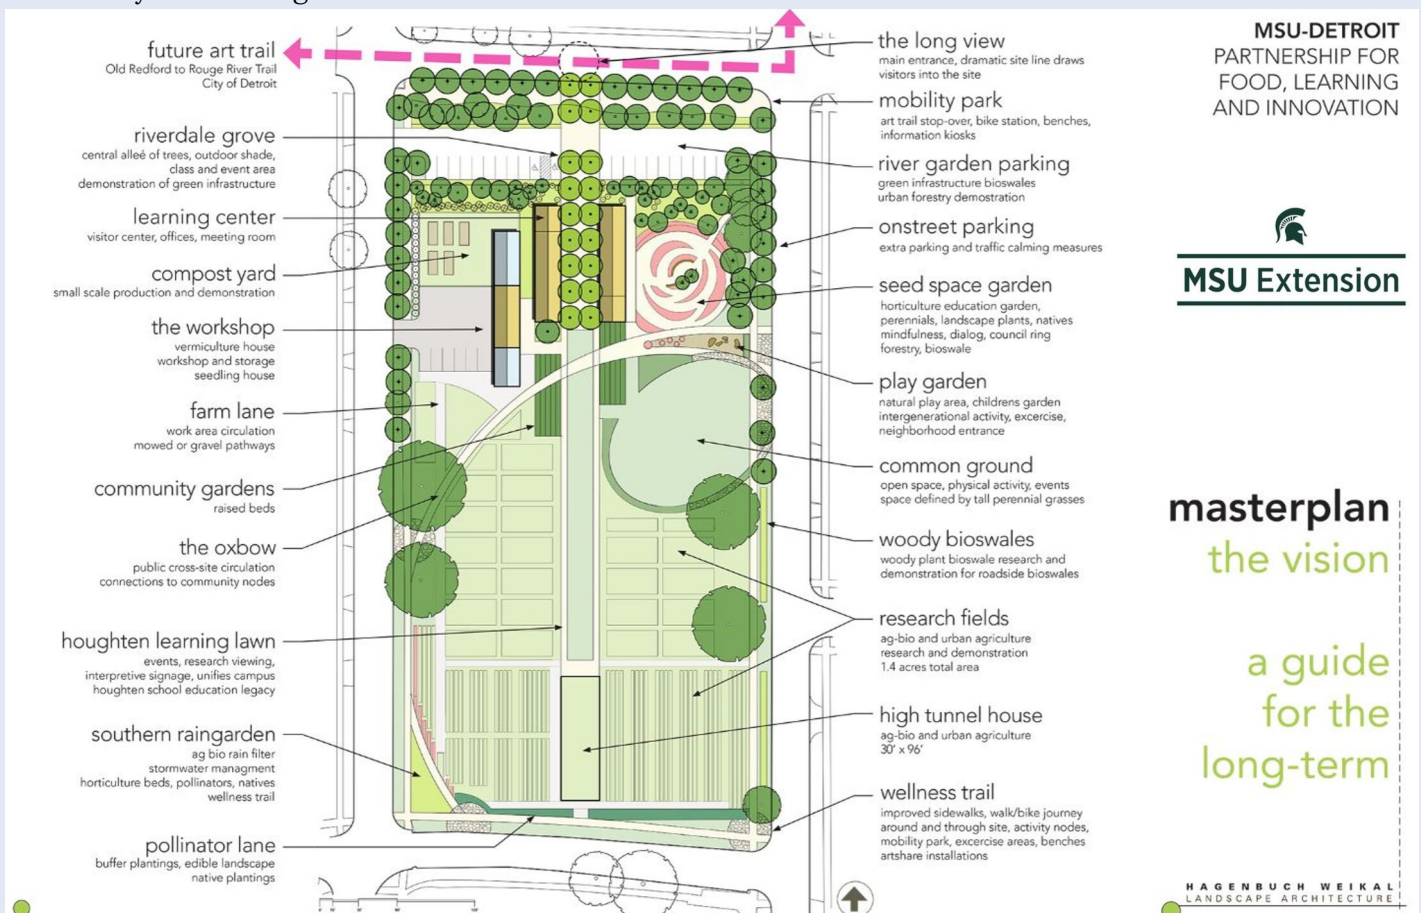 future art trail
Old Redford to Rouge River Trail
City of Detroit
riverdale grove
central alleé of trees, outdoor shade,
class and event area
demonstration of green infrastructure
learning center
visitor center, offices, meeting room
compost yard
small scale production and demonstration
the workshop
vermiculture house
workshop and storage
seedling house
farm lane
work area circulation
mowed or gravel pathways
community gardens
raised beds
the oxbow
public cross-site circulation
connections to community nodes
houghten learning lawn
events, research viewing,
interpretive signage, unifies campus
houghten school education legacy
southern raingarden
ag bio rain filter
stormwater managment
horticulture beds, pollinators, natives
wellness trail
pollinator lane
buffer plantings, edible landscape
native plantings
the long view
main entrance, dramatic site line draws
visitors into the site
mobility park
art trail stop-over, bike station, benches,
information kiosks
river garden parking
green infrastructure bioswales
urban forestry demostration
onstreet parking
extra parking and traffic calming measures
seed space garden
horticulture education garden,
perennials, landscape plants, natives
mindfulness, dialog, council ring
forestry, bioswale
play garden
natural play area, childrens garden
intergenerational activity, excercise,
neighborhood entrance
common ground
open space, physical activity, events
space defined by tall perennial grasses
woody bioswales
woody plant bioswale research and
demonstration for roadside bioswales
research fields
ag-bio and urban agriculture
research and demonstration
1.4 acres total area
high tunnel house
ag-bio and urban agriculture
30' x 96'
wellness trail
improved sidewalks, walk/bike journey
around and through site, activity nodes,
mobility park, excercise areas, benches
artshare installations
MSU-DETROIT
PARTNERSHIP FOR
FOOD, LEARNING
AND INNOVATION
MSU Extension
masterplan
the vision
a guide
for the
long-term
HAGENBUCH WEIKAL
LANDSCAPE ARCHITECTURE